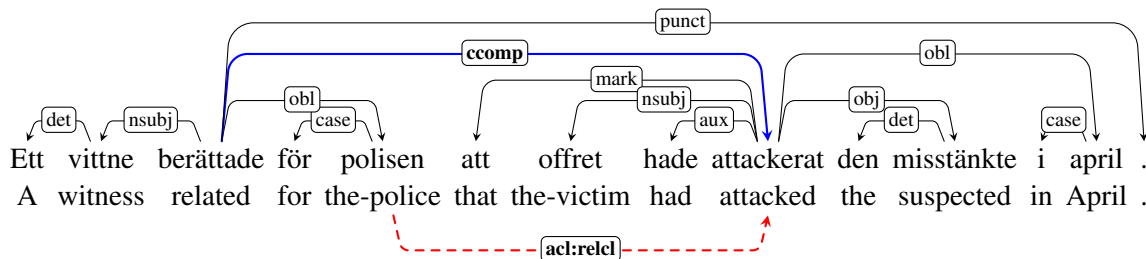 punct
ccomp obl
mark
obl nsubj obj
det nsubj case aux det case
Ett vittne berättade för polisen att offret hade attackerat den misstänkte i april .
A witness related for the-police that the-victim had attacked the suspected in April .
acl:relcl